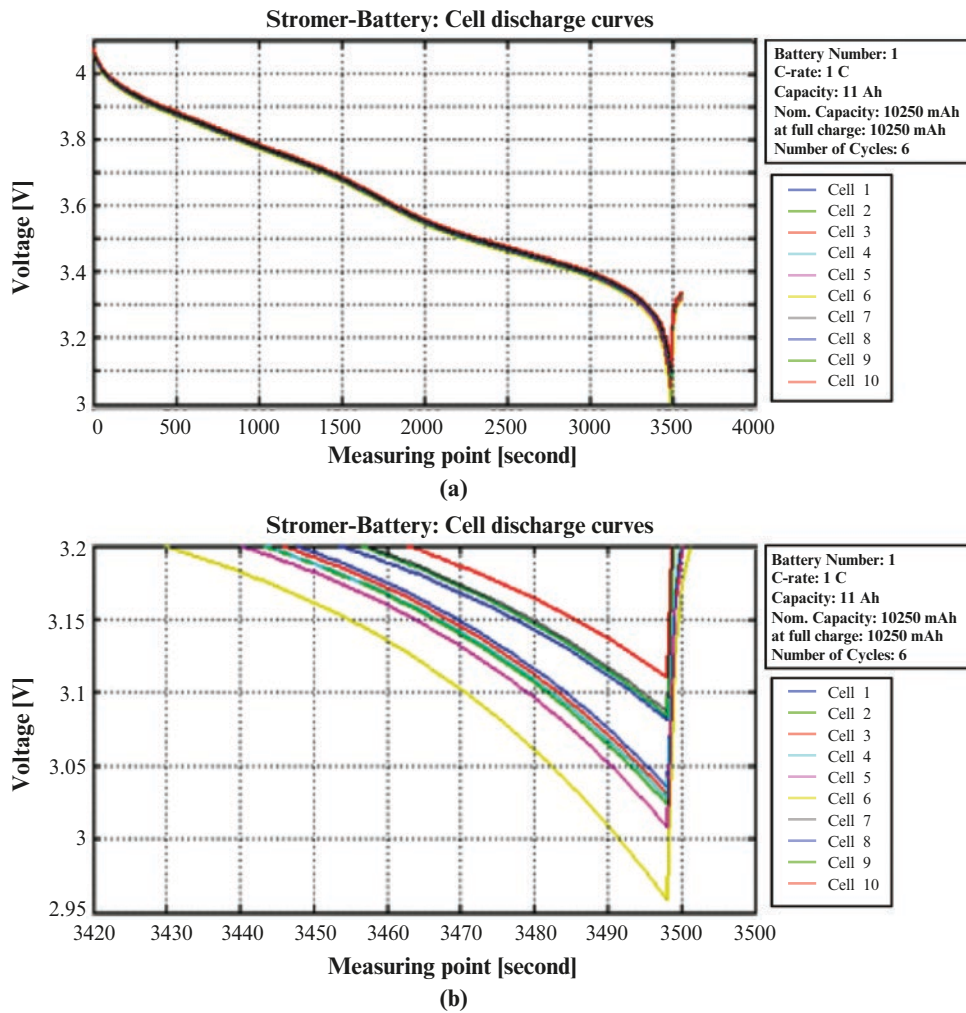 Stromer-Battery: Cell discharge curves
Voltage [V]
4
3.8
3.6
3.4
3.2
3
0 500 1000 1500 2000 2500 3000 3500 4000
Measuring point [second]
Battery Number: 1
C-rate: 1 C
Capacity: 11 Ah
Nom. Capacity: 10250 mAh
at full charge: 10250 mAh
Number of Cycles: 6
Cell 1
Cell 2
Cell 3
Cell 4
Cell 5
Cell 6
Cell 7
Cell 8
Cell 9
Cell 10
(a)
Stromer-Battery: Cell discharge curves
Voltage [V]
3.2
3.15
3.1
3.05
3
2.95
3420 3430 3440 3450 3460 3470 3480 3490 3500 3500
Measuring point [second]
Battery Number: 1
C-rate: 1 C
Capacity: 11 Ah
Nom. Capacity: 10250 mAh
at full charge: 10250 mAh
Number of Cycles: 6
Cell 1
Cell 2
Cell 3
Cell 4
Cell 5
Cell 6
Cell 7
Cell 8
Cell 9
Cell 10
(b)